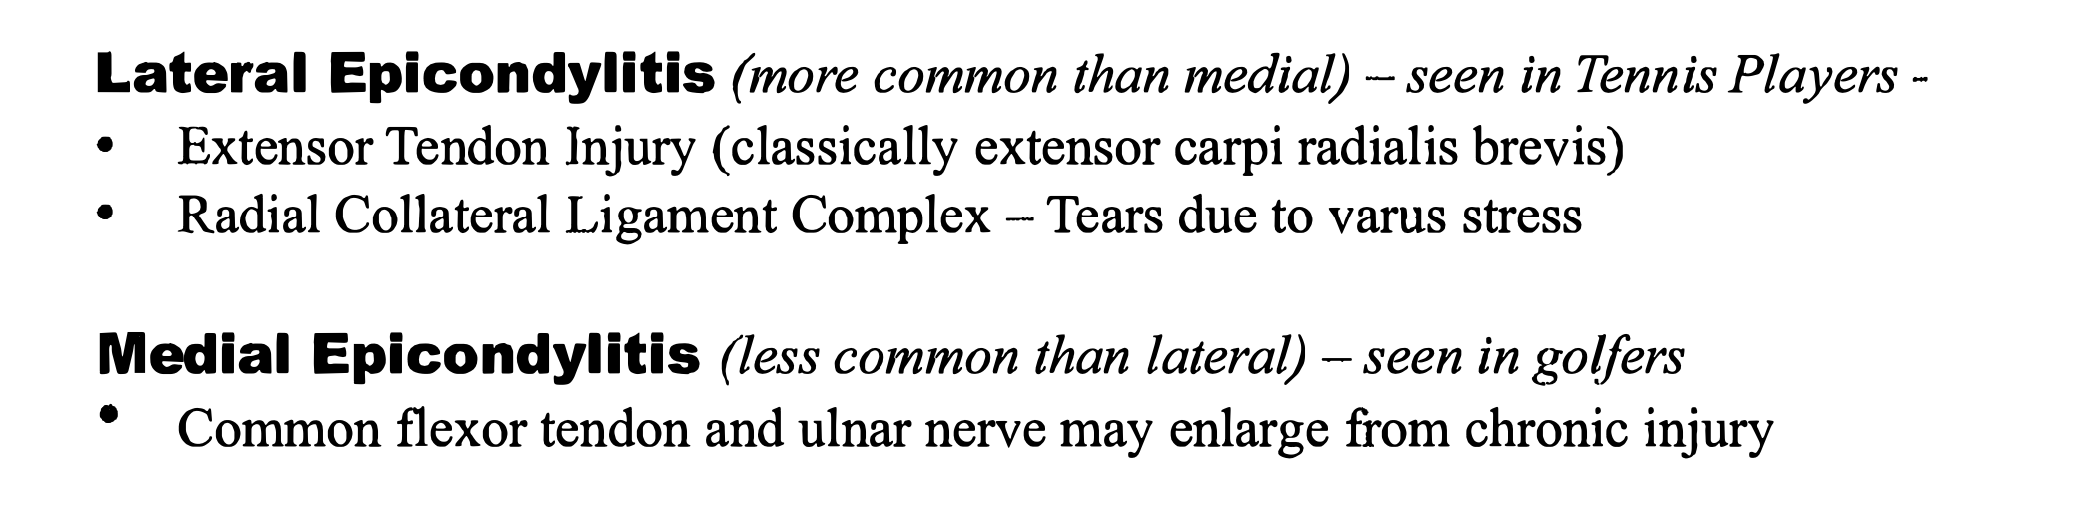 Lateral Epicondylitis (more common than medial) – seen in Tennis Players -
• Extensor Tendon Injury (classically extensor carpi radialis brevis)
• Radial Collateral Ligament Complex – Tears due to varus stress
Medial Epicondylitis (less common than lateral) – seen in golfers
• Common flexor tendon and ulnar nerve may enlarge from chronic injury